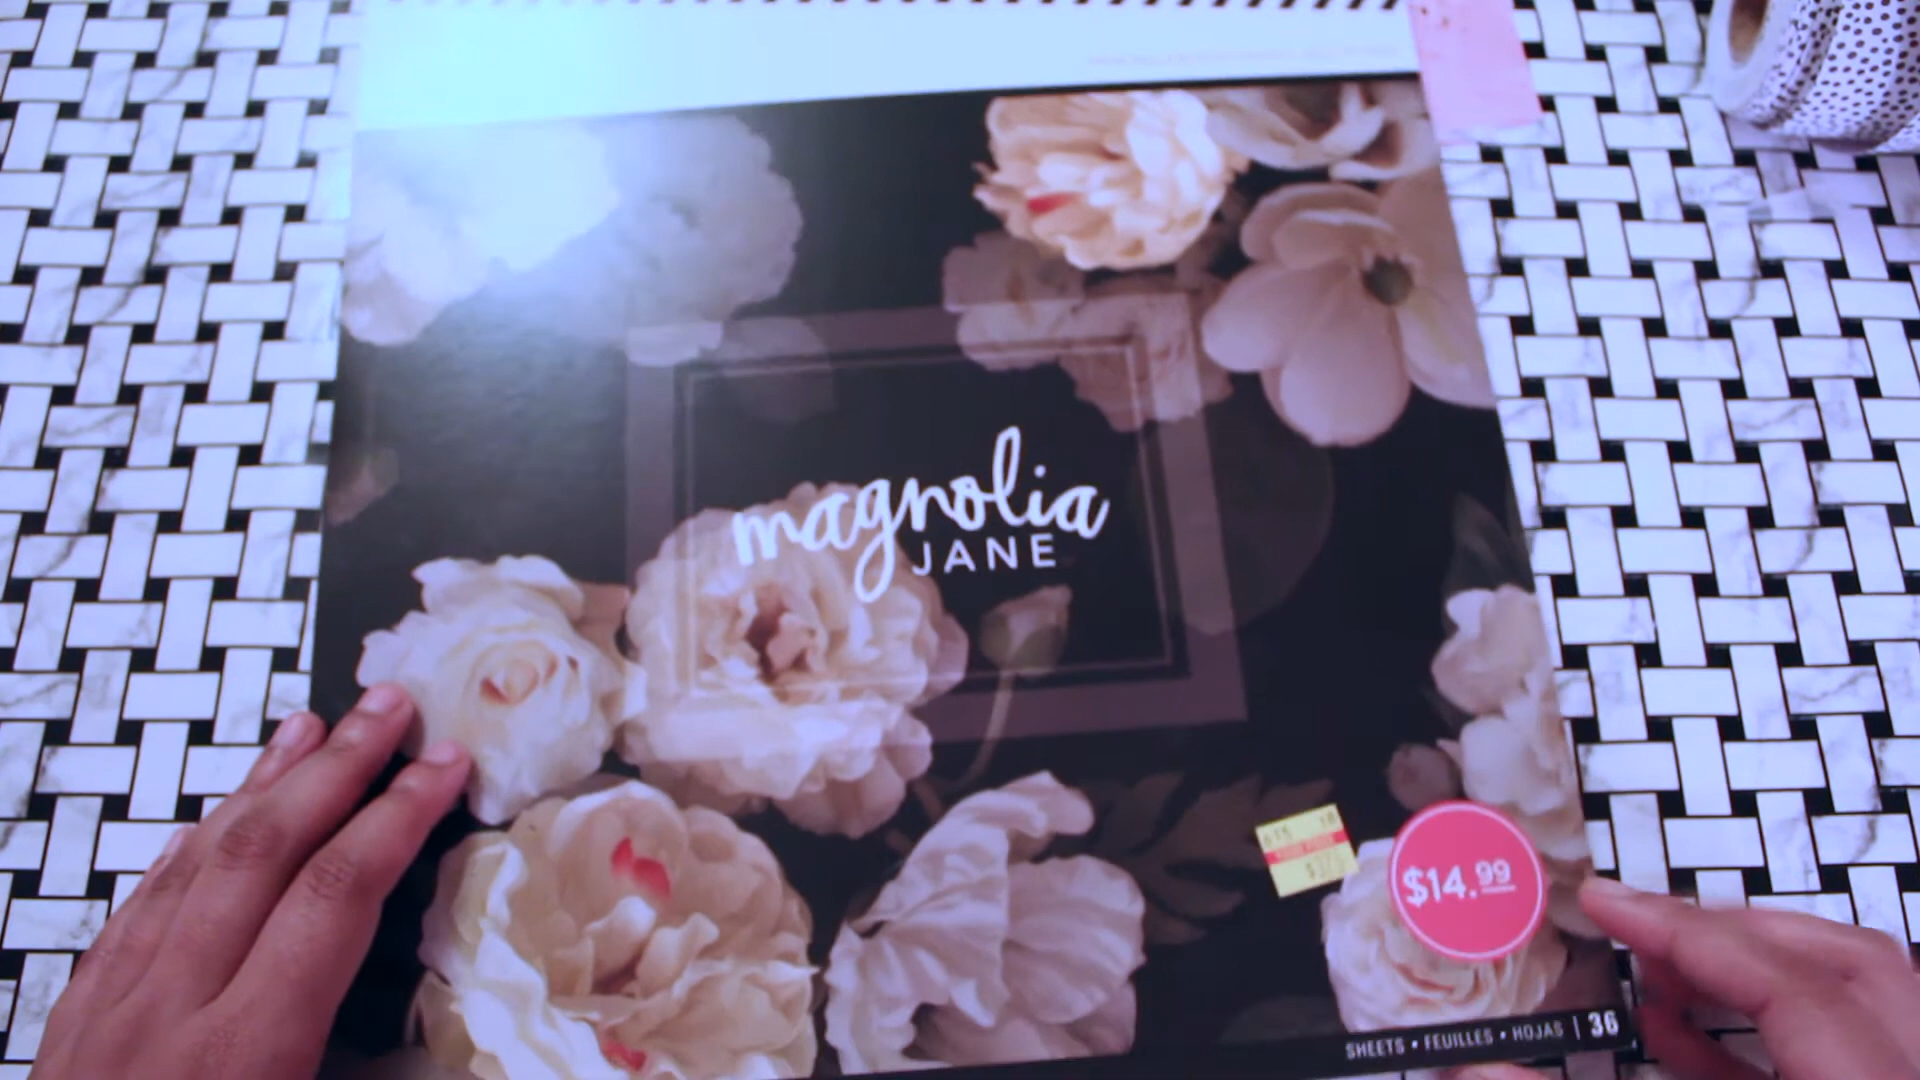 magnolia
JANE
$14.99
SHEETS • FEUILLES • HOJAS | 36